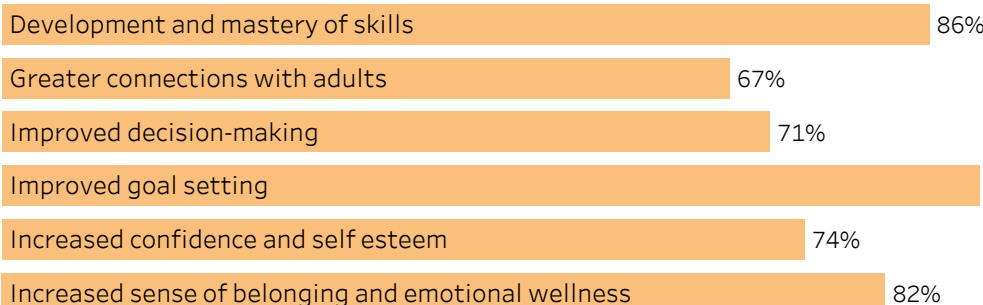 Development and mastery of skills 86%
Greater connections with adults 67%
Improved decision-making 71%
Improved goal setting
Increased confidence and self esteem 74%
Increased sense of belonging and emotional wellness 82%